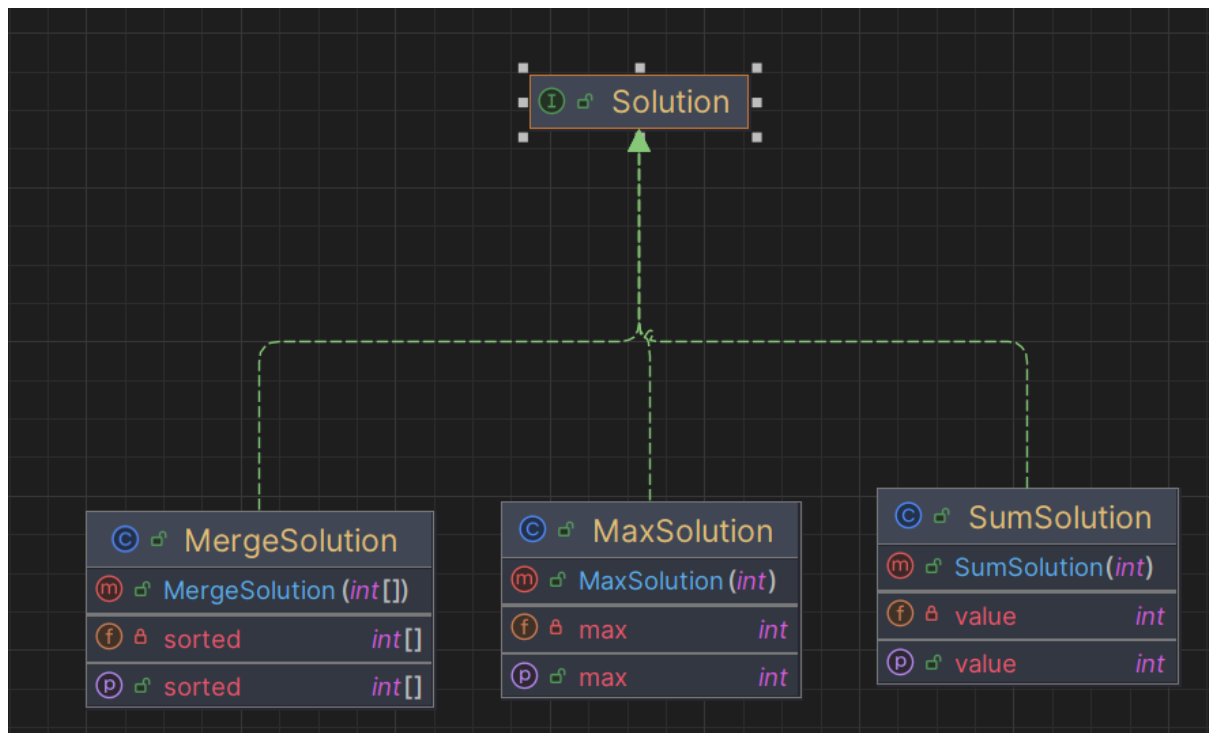 I Solution
C MergeSolution
m MergeSolution(int[])
f sorted int[]
p sorted int[]
C MaxSolution
m MaxSolution(int)
f max int
p max int
C SumSolution
m SumSolution(int)
f value int
p value int